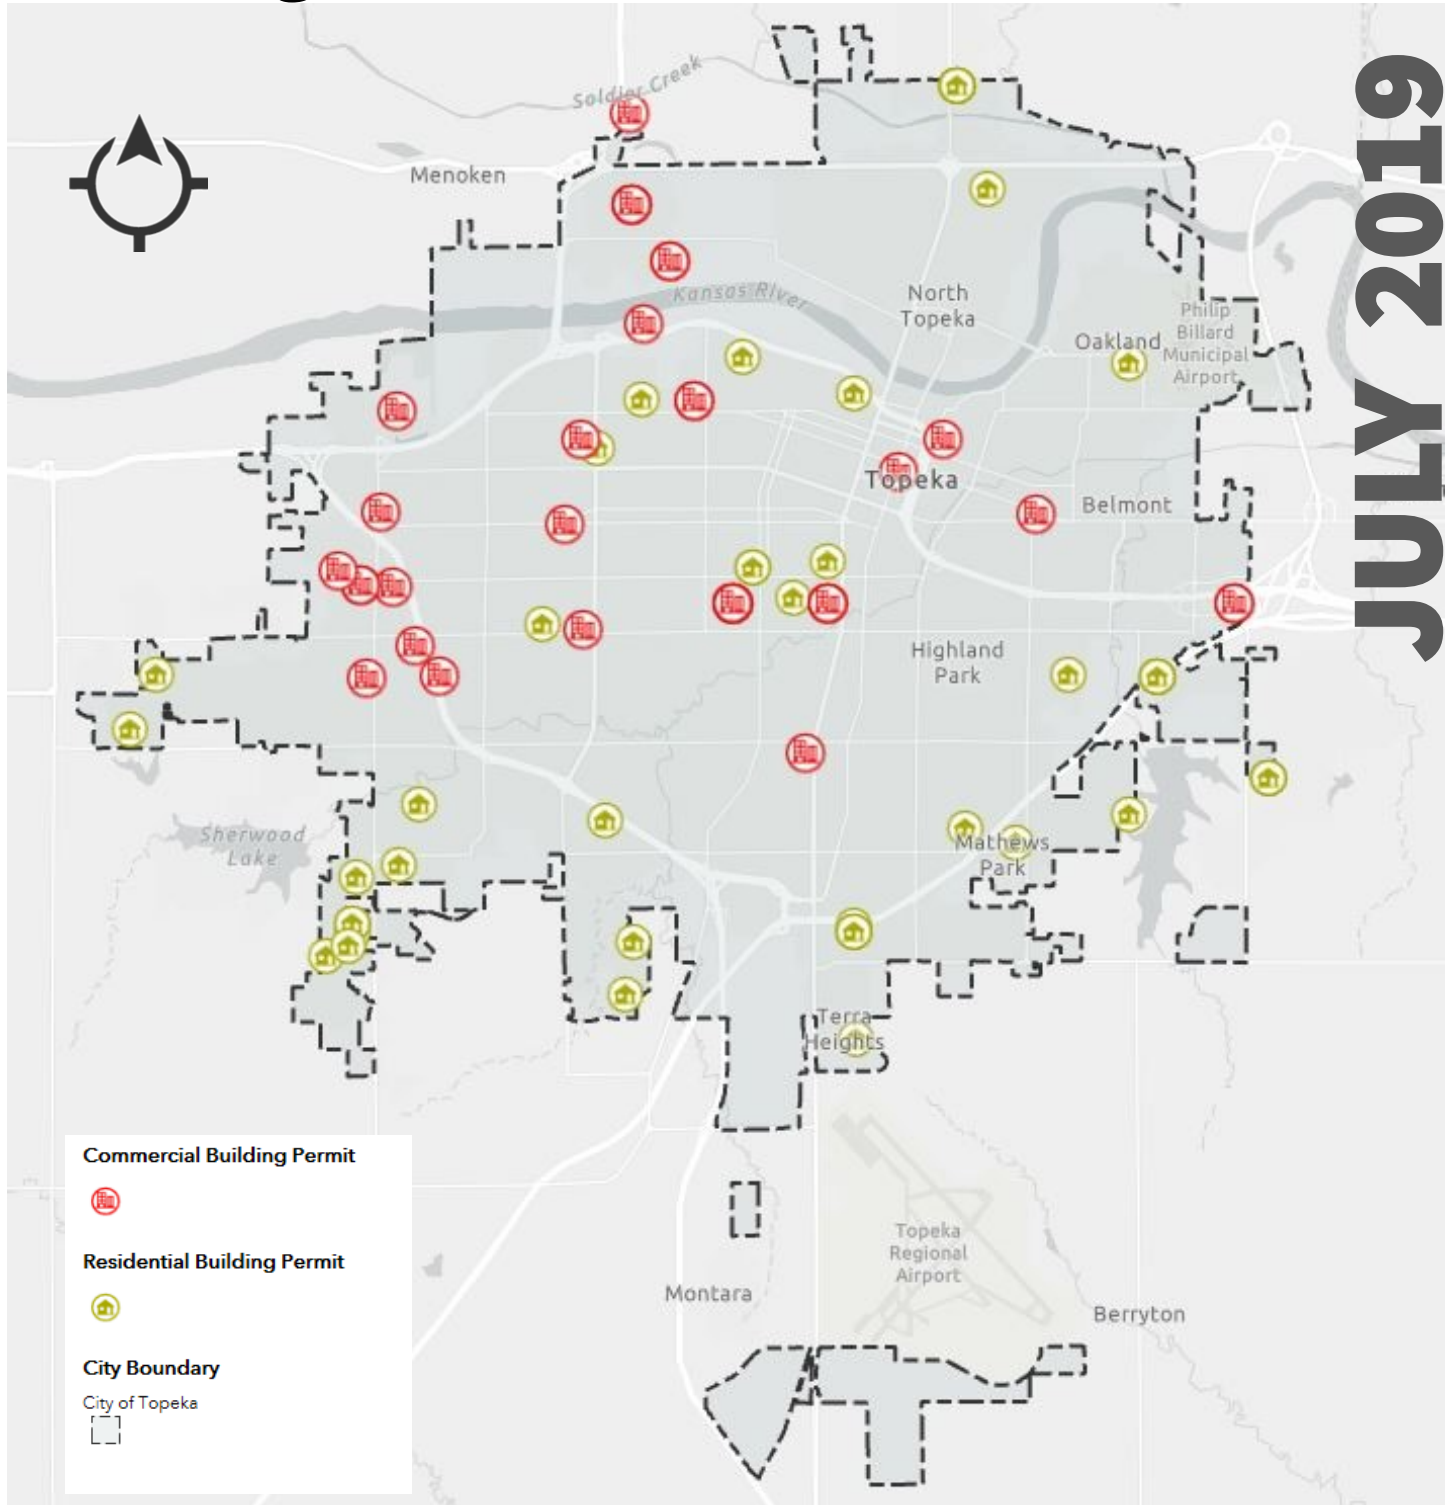 JULY 2019
Soldier Creek
Menoken
Kansas River
North
Topeka
Oakland
Philip
Billard
Municipal
Airport
Topeka
Belmont
Highland
Park
Sherwood
Lake
Mathews
Park
Terra
Heights
Topeka
Regional
Airport
Montara
Berryton
Commercial Building Permit
Residential Building Permit
City Boundary
City of Topeka